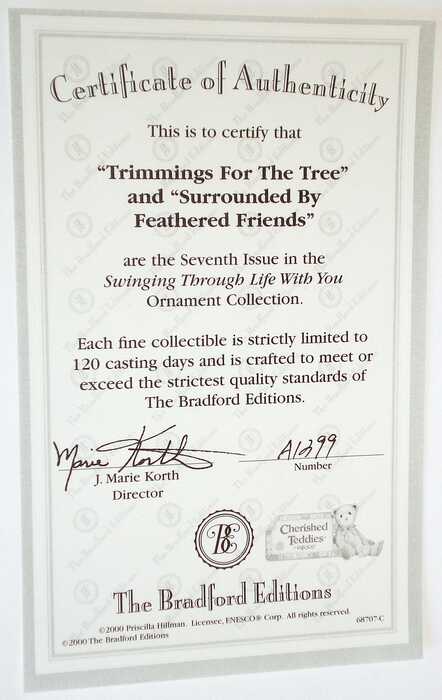 Certificate of Authenticity
This is to certify that
“Trimmings For The Tree”
and “Surrounded By
Feathered Friends”
are the Seventh Issue in the
Swinging Through Life With You
Ornament Collection.
Each fine collectible is strictly limited to
120 casting days and is crafted to meet or
exceed the strictest quality standards of
The Bradford Editions.
Marie Korth A1299
J. Marie Korth Number
Director
BE
Cherished
Teddies
The Bradford Editions
©2000 Priscilla Hillman. Licensee, ENESCO® Corp. All rights reserved.
©2000 The Bradford Editions 68707-C